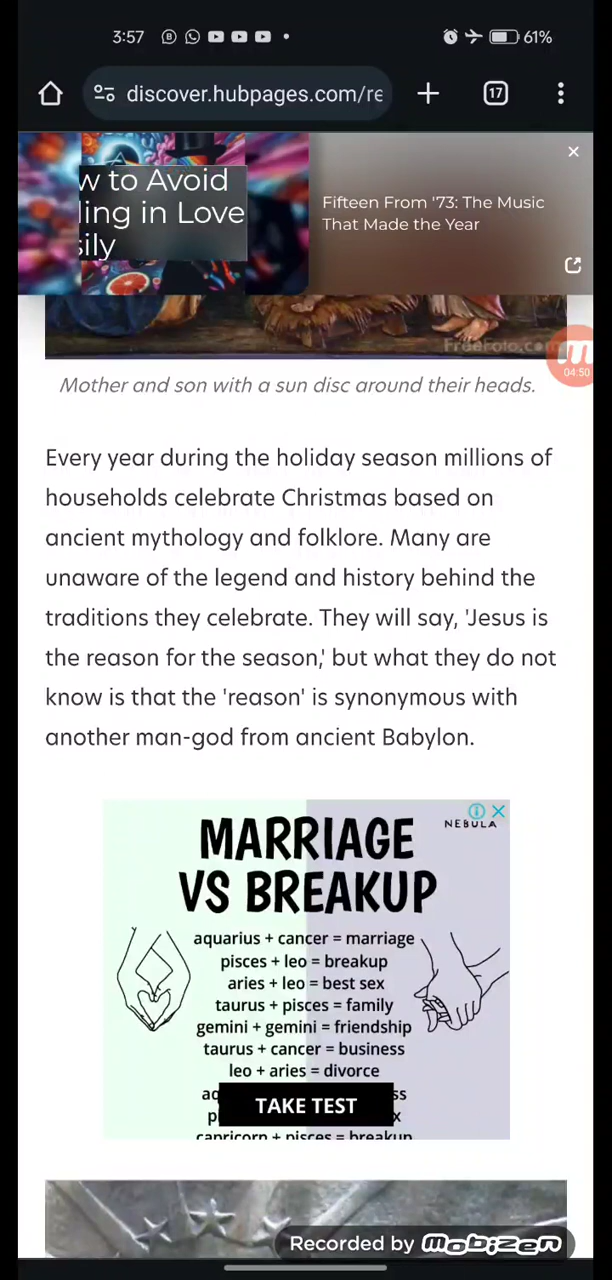 3:57
61%
discover.hubpages.com/re
17
w to Avoid
ling in Love
sily
Fifteen From '73: The Music
That Made the Year
FreeFoto.com
04:50
Mother and son with a sun disc around their heads.
Every year during the holiday season millions of
households celebrate Christmas based on
ancient mythology and folklore. Many are
unaware of the legend and history behind the
traditions they celebrate. They will say, 'Jesus is
the reason for the season,' but what they do not
know is that the 'reason' is synonymous with
another man-god from ancient Babylon.
NEBULA
MARRIAGE
VS BREAKUP
aquarius + cancer = marriage
pisces + leo = breakup
aries + leo = best sex
taurus + pisces = family
gemini + gemini = friendship
taurus + cancer = business
leo + aries = divorce
TAKE TEST
capricorn + pisces = breakup
Recorded by mobizen